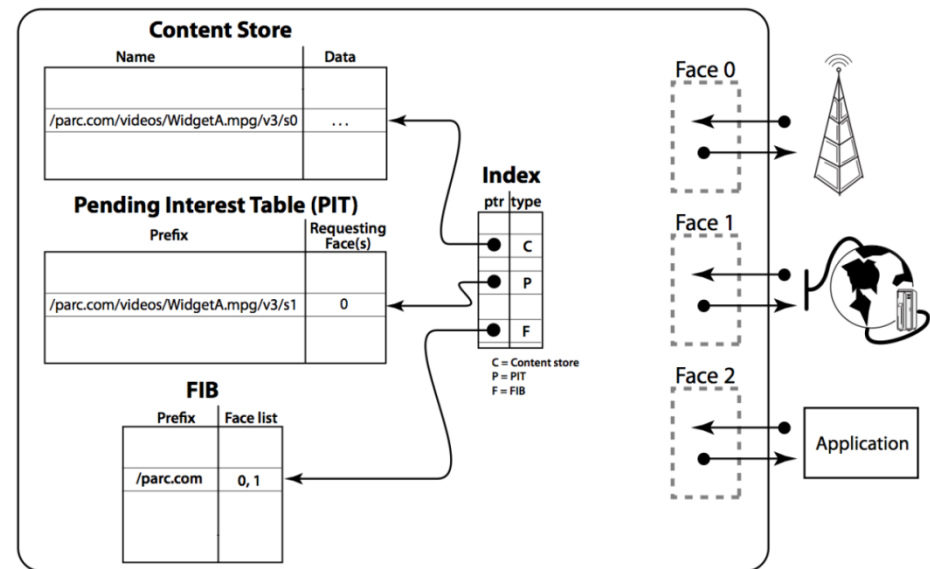 Content Store
Name Data
/parc.com/videos/WidgetA.mpg/v3/s0 ...
Pending Interest Table (PIT)
Prefix Requesting Face(s)
/parc.com/videos/WidgetA.mpg/v3/s1 0
FIB
Prefix Face list
/parc.com 0, 1
Index
ptr type
C
P
F
C = Content store
P = PIT
F = FIB
Face 0
Face 1
Face 2
Application